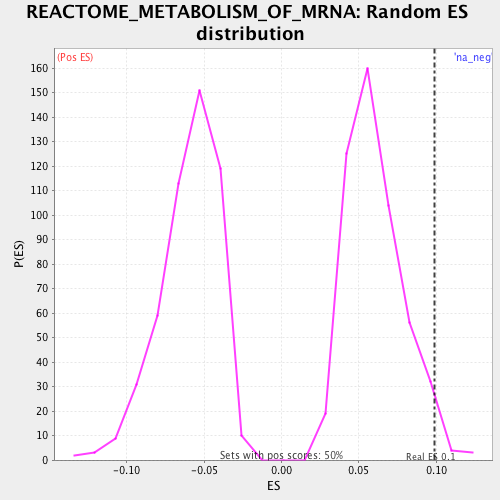 REACTOME_METABOLISM_OF_MRNA: Random ES
distribution
(Pos ES)
'na_neg'
P(ES)
160
150
140
130
120
110
100
90
80
70
60
50
40
30
20
10
0
Sets with pos scores: 50%
Real ES 0.1
-0.10
-0.05
0.00
0.05
0.10
ES